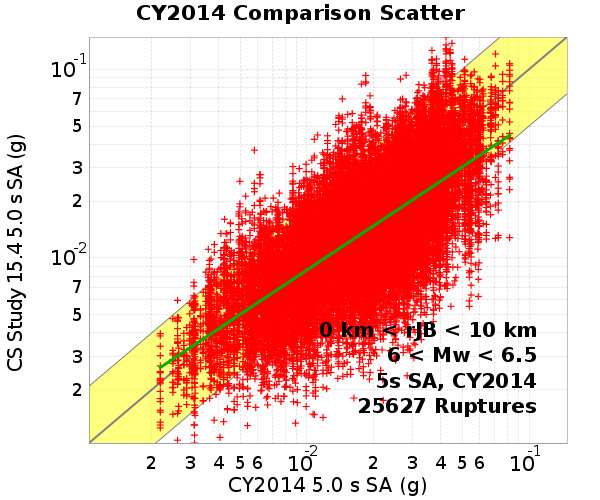 CY2014 Comparison Scatter
CS Study 15.4 5.0 s SA (g)
10-1
7
5
3
2
10-2
7
5
3
2
0 km < rJB < 10 km
6 < Mw < 6.5
5s SA, CY2014
25627 Ruptures
2 3 4 5 6 10-2 2 3 4 5 6 10-1
CY2014 5.0 s SA (g)